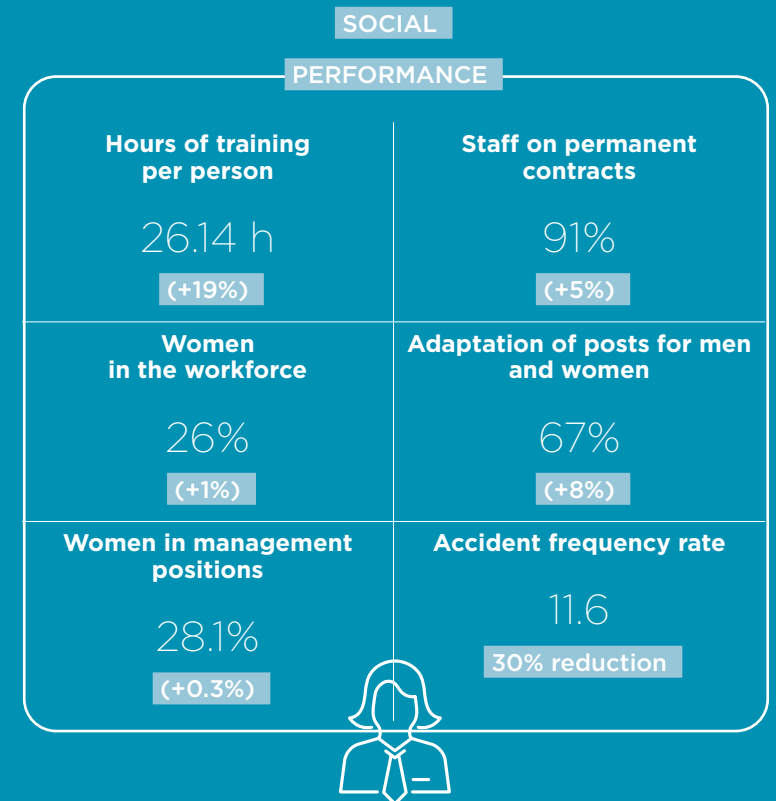 SOCIAL
PERFORMANCE
Hours of training
per person
26.14 h
(+19%)
Staff on permanent
contracts
91%
(+5%)
Women
in the workforce
26%
(+1%)
Adaptation of posts for men
and women
67%
(+8%)
Women in management
positions
28.1%
(+0.3%)
Accident frequency rate
11.6
30% reduction